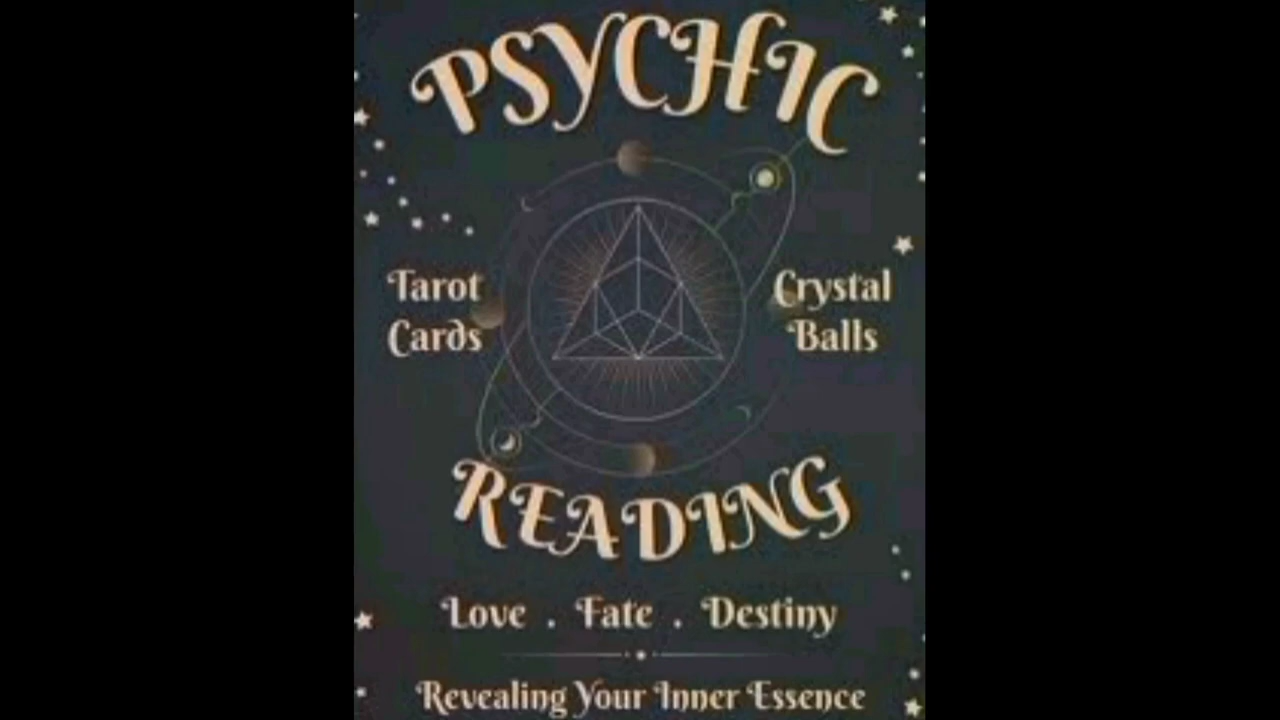 PSYCHIC
Tarot
Cards
Crystal
Balls
READING
Love . Fate . Destiny
Revealing Your Inner Essence